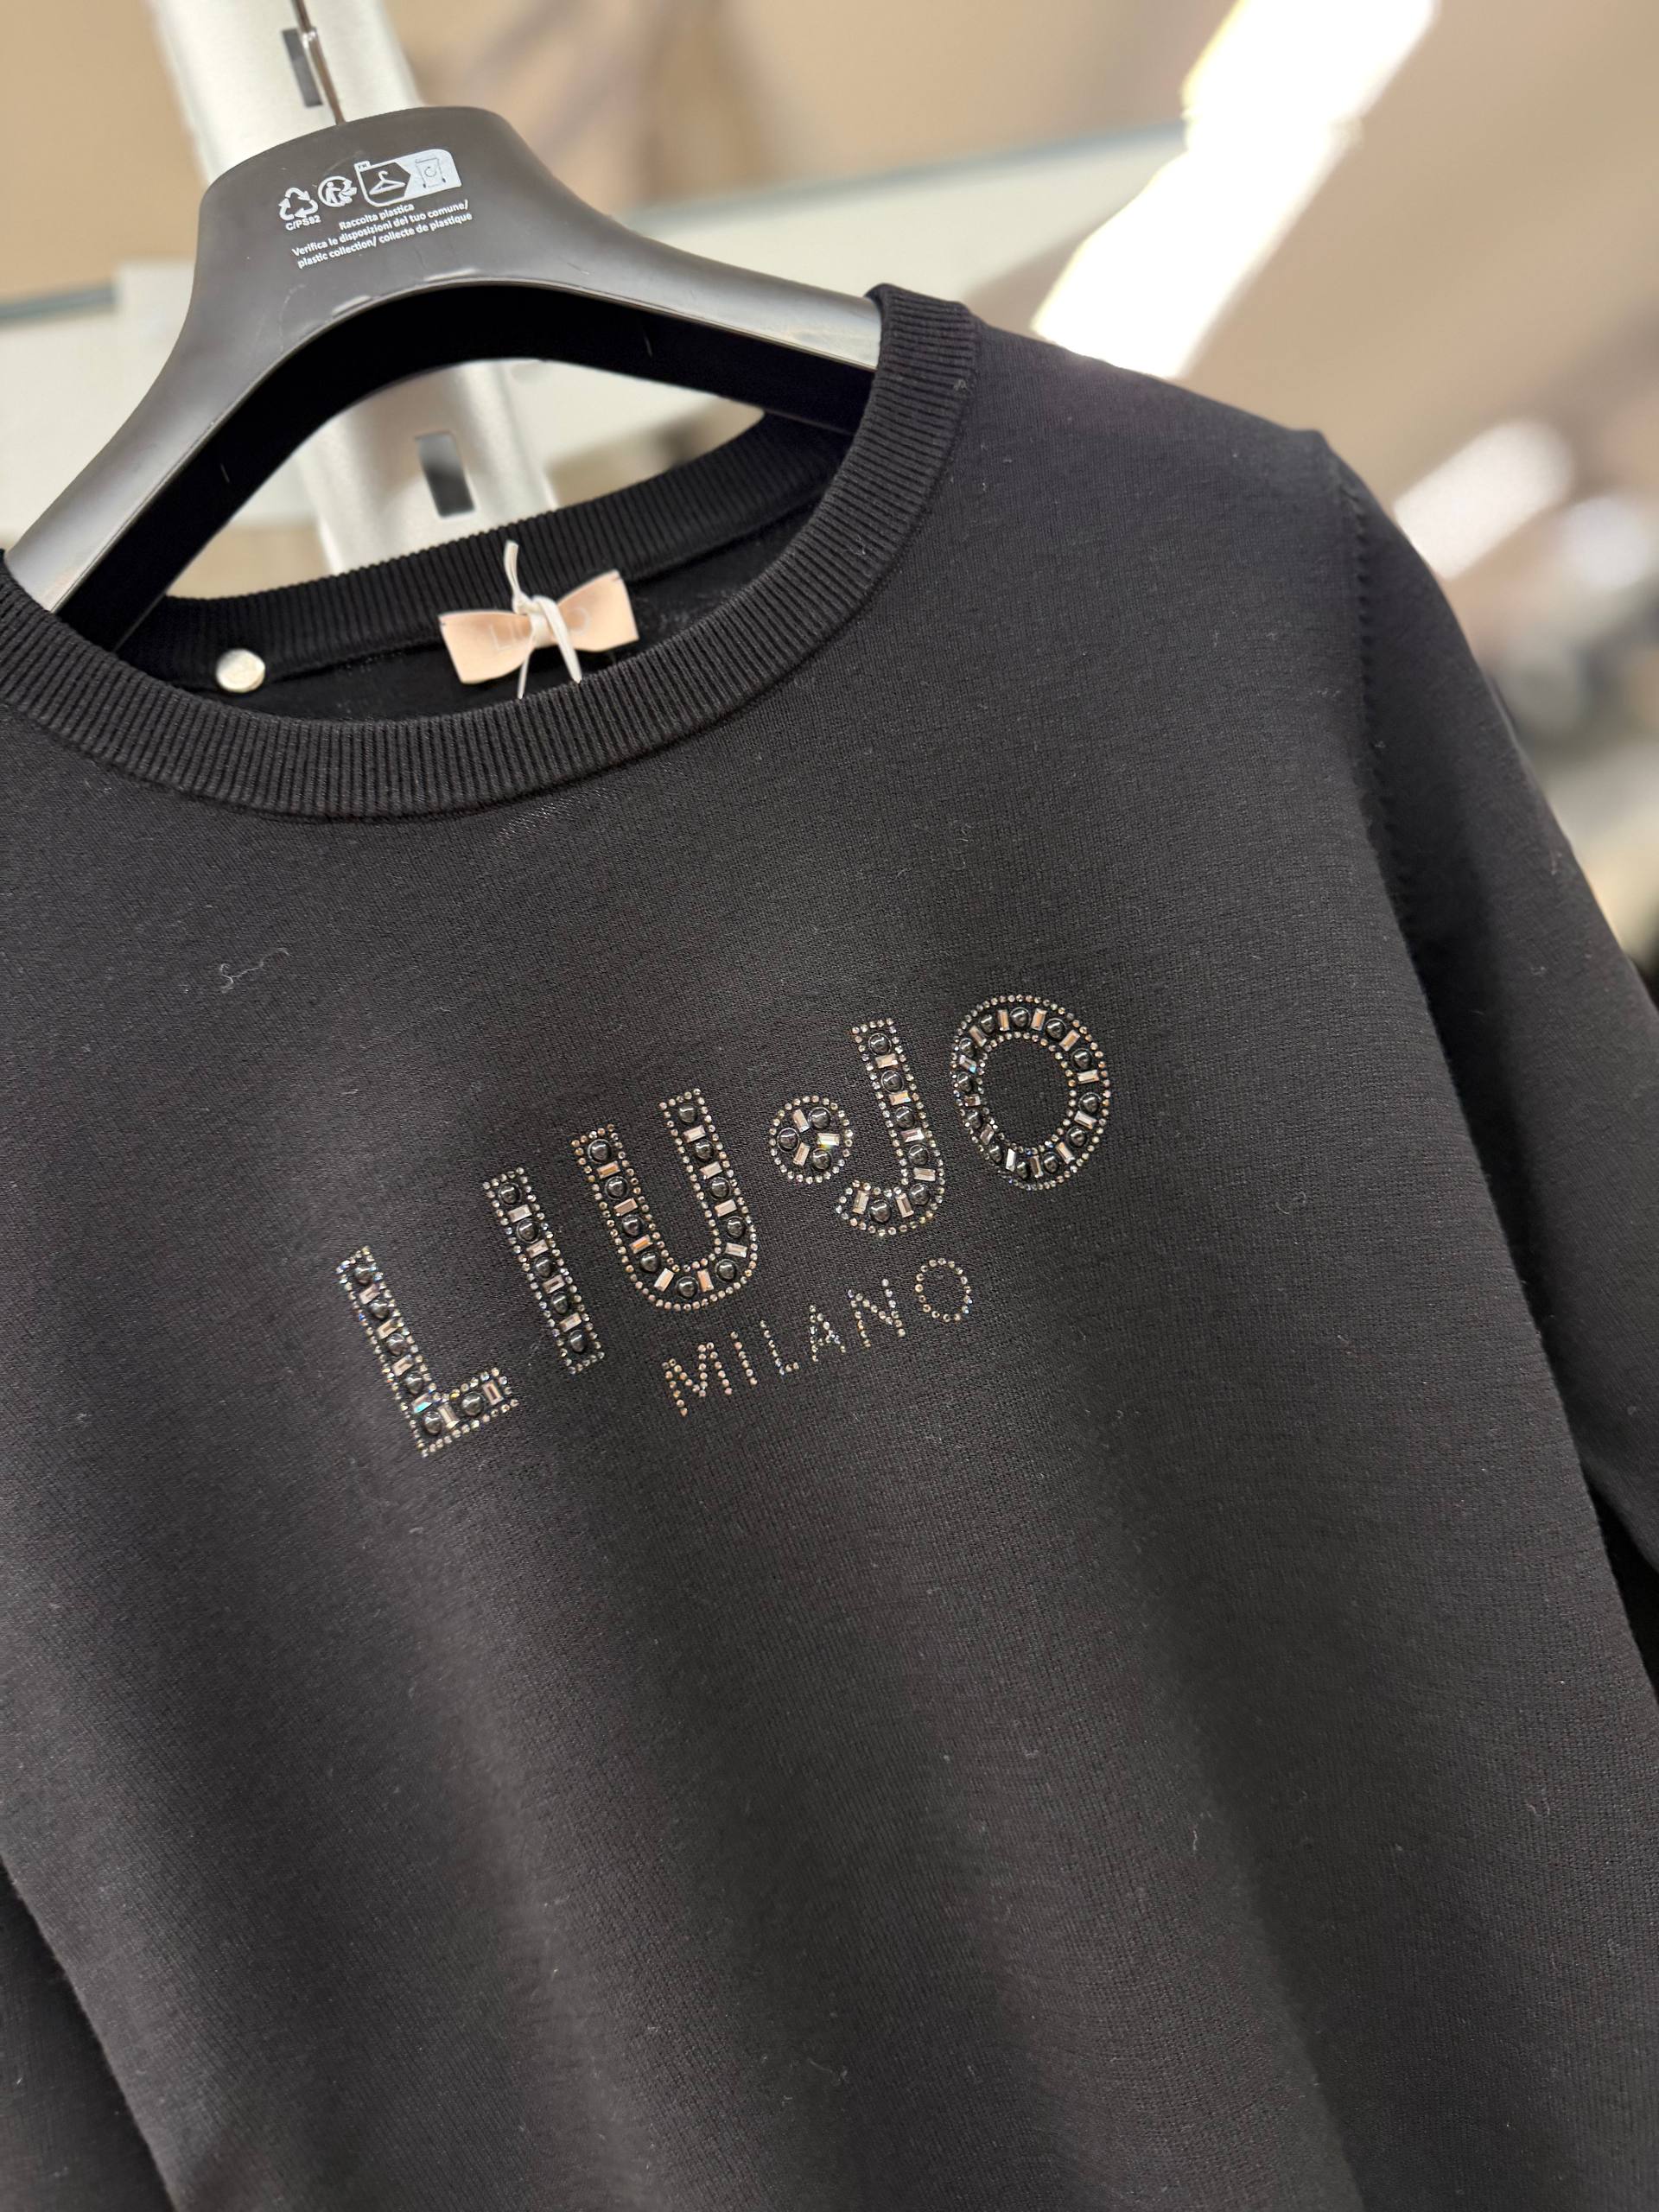 C/PS82
Raccolta plastica
Verifica le disposizioni del tuo comune/
plastic collection/ collecte de plastique
LIU•JO
MILANO